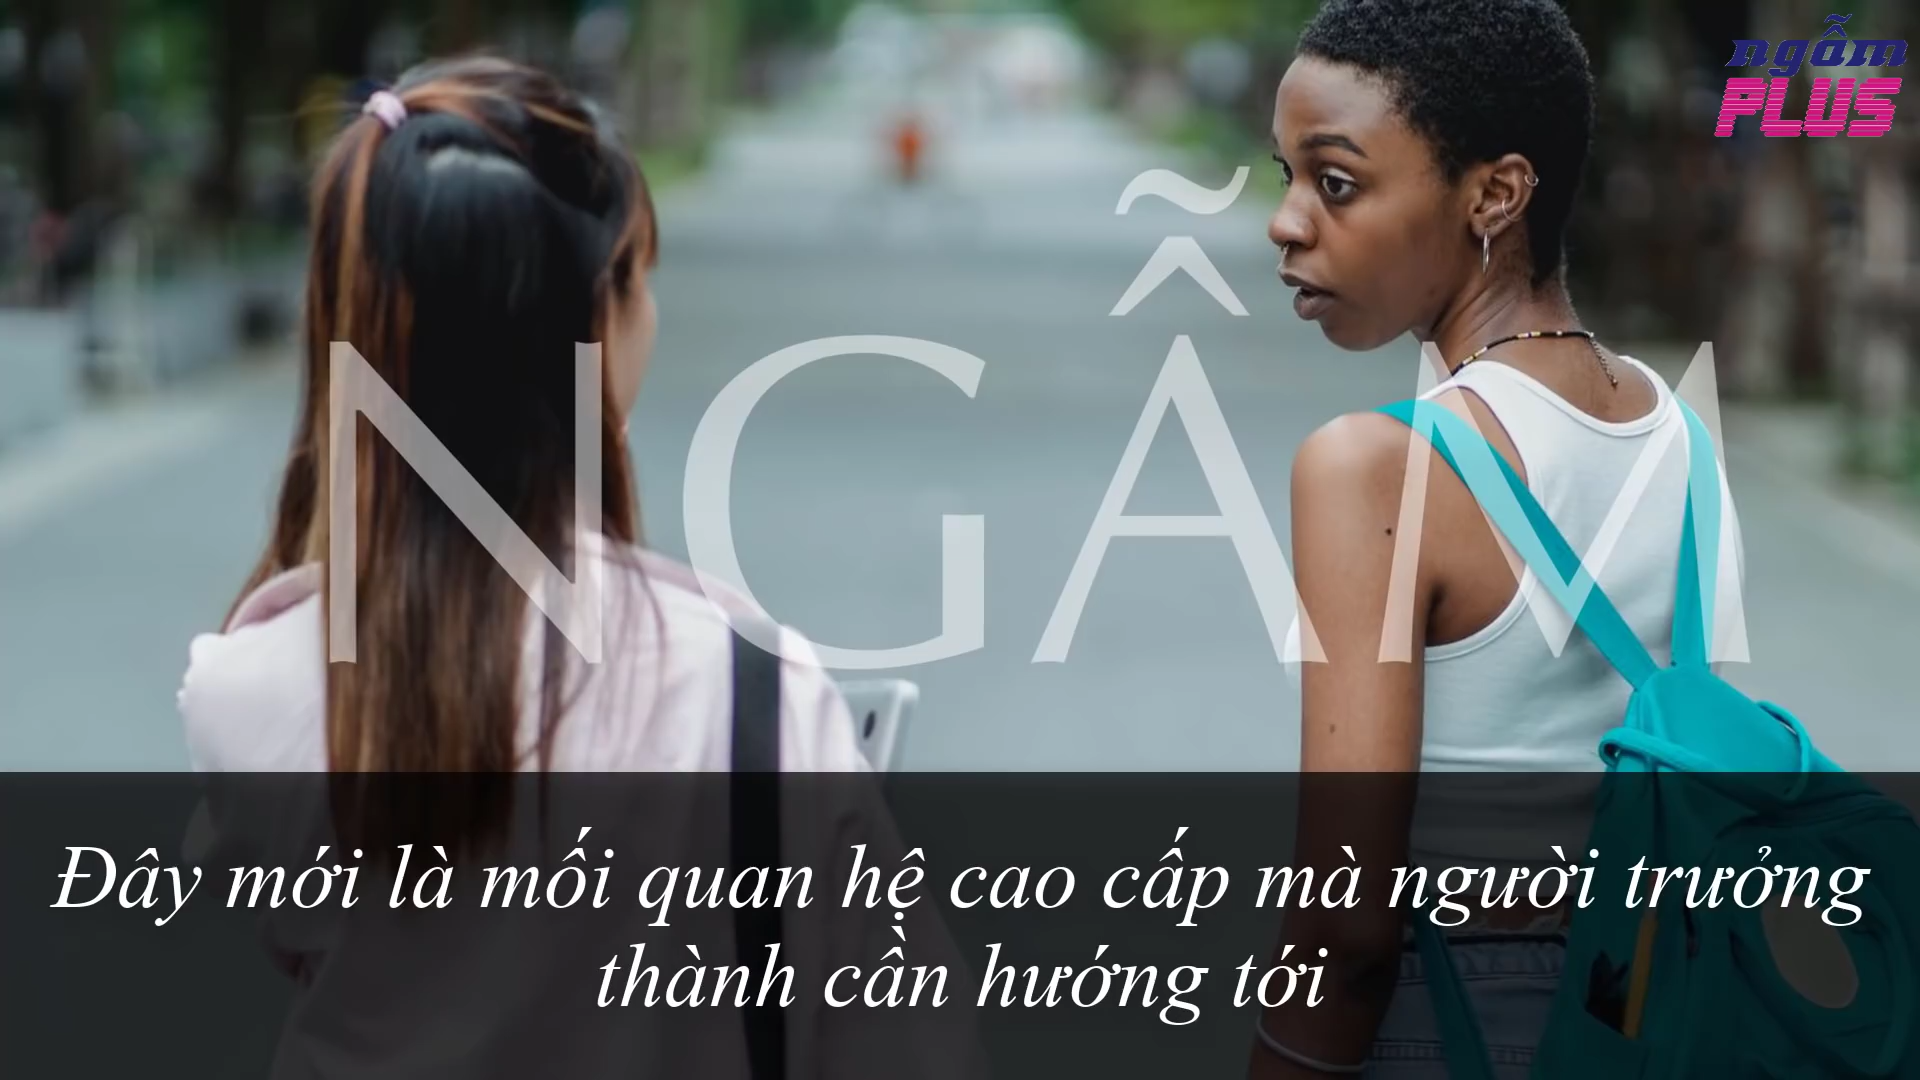 ngẫm
PLUS
NGẪM
Đây mới là mối quan hệ cao cấp mà người trưởng
thành cần hướng tới